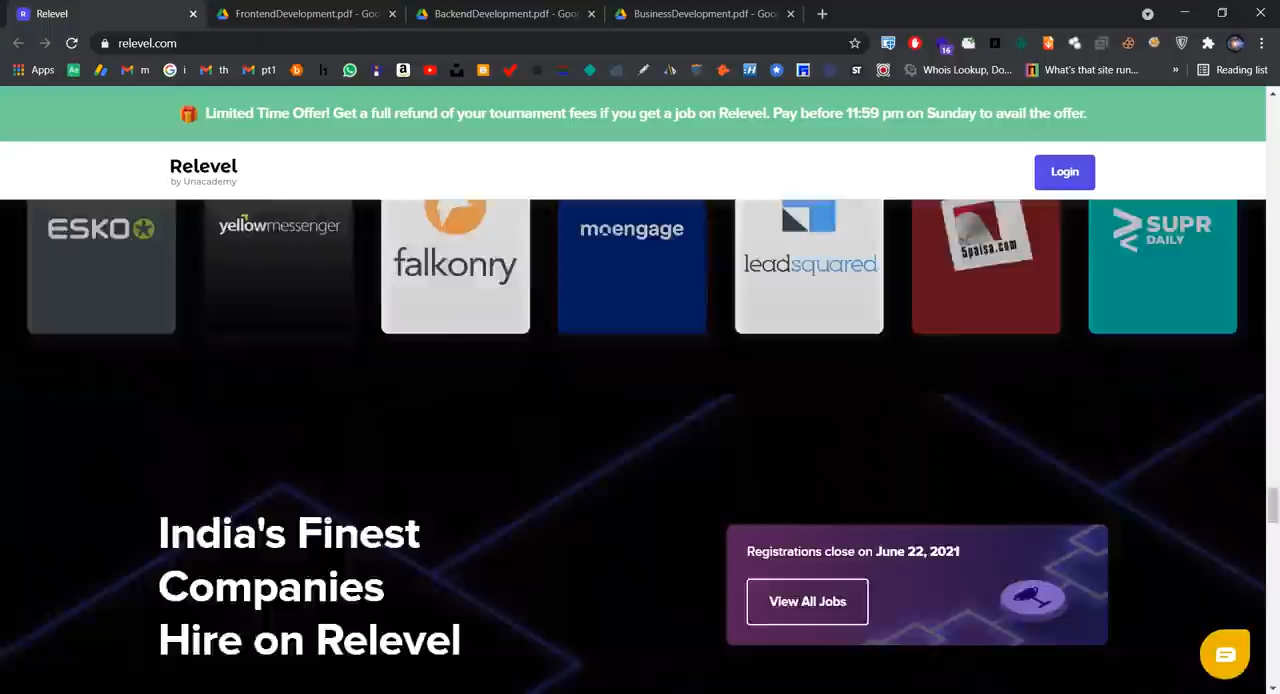 Relevel
FrontendDevelopment.pdf - Goo
BackendDevelopment.pdf - Goo
BusinessDevelopment.pdf - Goo
relevel.com
16
Apps
m
i
th
pt1
ST
Whois Lookup, Do...
What's that site run...
»
Reading list
Limited Time Offer! Get a full refund of your tournament fees if you get a job on Relevel. Pay before 11:59 pm on Sunday to avail the offer.
Relevel
by Unacademy
Login
ESKO
yellowmessenger
falkonry
moengage
leadsquared
5paisa.com
SUPR
DAILY
India's Finest
Companies
Hire on Relevel
Registrations close on June 22, 2021
View All Jobs